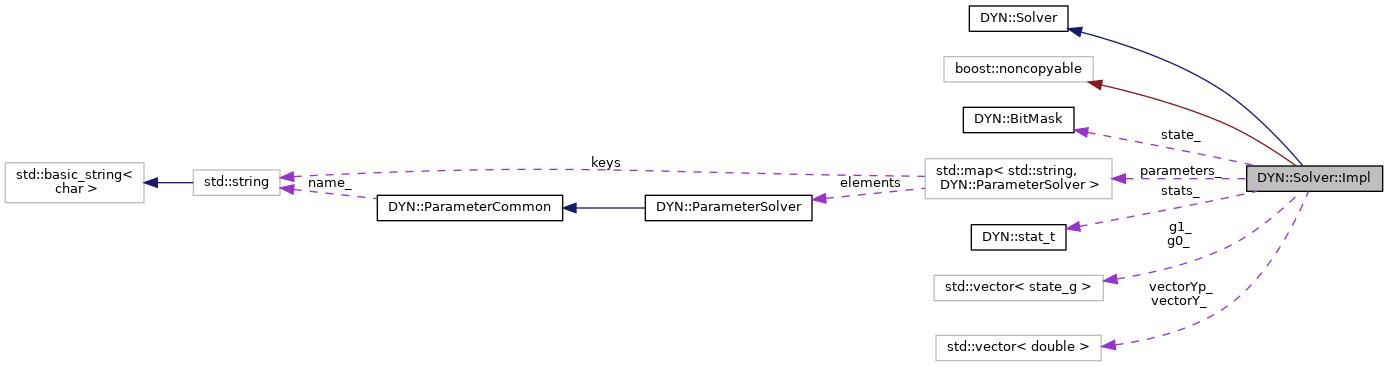 DYN::Solver
boost::noncopyable
DYN::BitMask
state_
keys
std::basic_string<
char >
std::string
name_
DYN::ParameterCommon
DYN::ParameterSolver
elements
std::map< std::string,
DYN::ParameterSolver >
parameters_
DYN::Solver::Impl
stats_
DYN::stat_t
g1_
g0_
std::vector< state_g >
vectorYp_
vectorY_
std::vector< double >